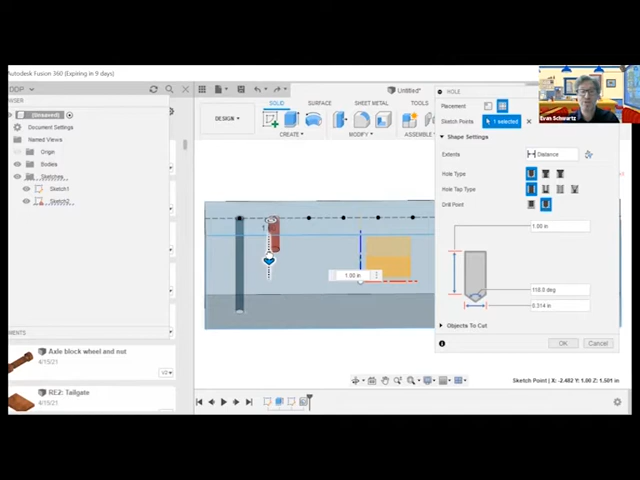 Autodesk Fusion 360 (Expiring in 9 days)
Untitled*
DESIGN
SOLID
SURFACE
SHEET METAL
TOOLS
CREATE
MODIFY
(Unsaved)
Document Settings
Named Views
Origin
Bodies
Sketches
Sketch1
Sketch2
Axle block wheel and nut
4/15/21
V2
RE2: Tailgate
4/15/21
1.00 in
HOLE
Placement
Sketch Points
1 selected
Shape Settings
Extents
Distance
Hole Type
Hole Tap Type
Drill Point
1.00 in
118.0 deg
0.314 in
Objects To Cut
OK
Cancel
Sketch Point | X: -2.482 Y: 1.00 Z: 1.501 in
Evan Schwartz